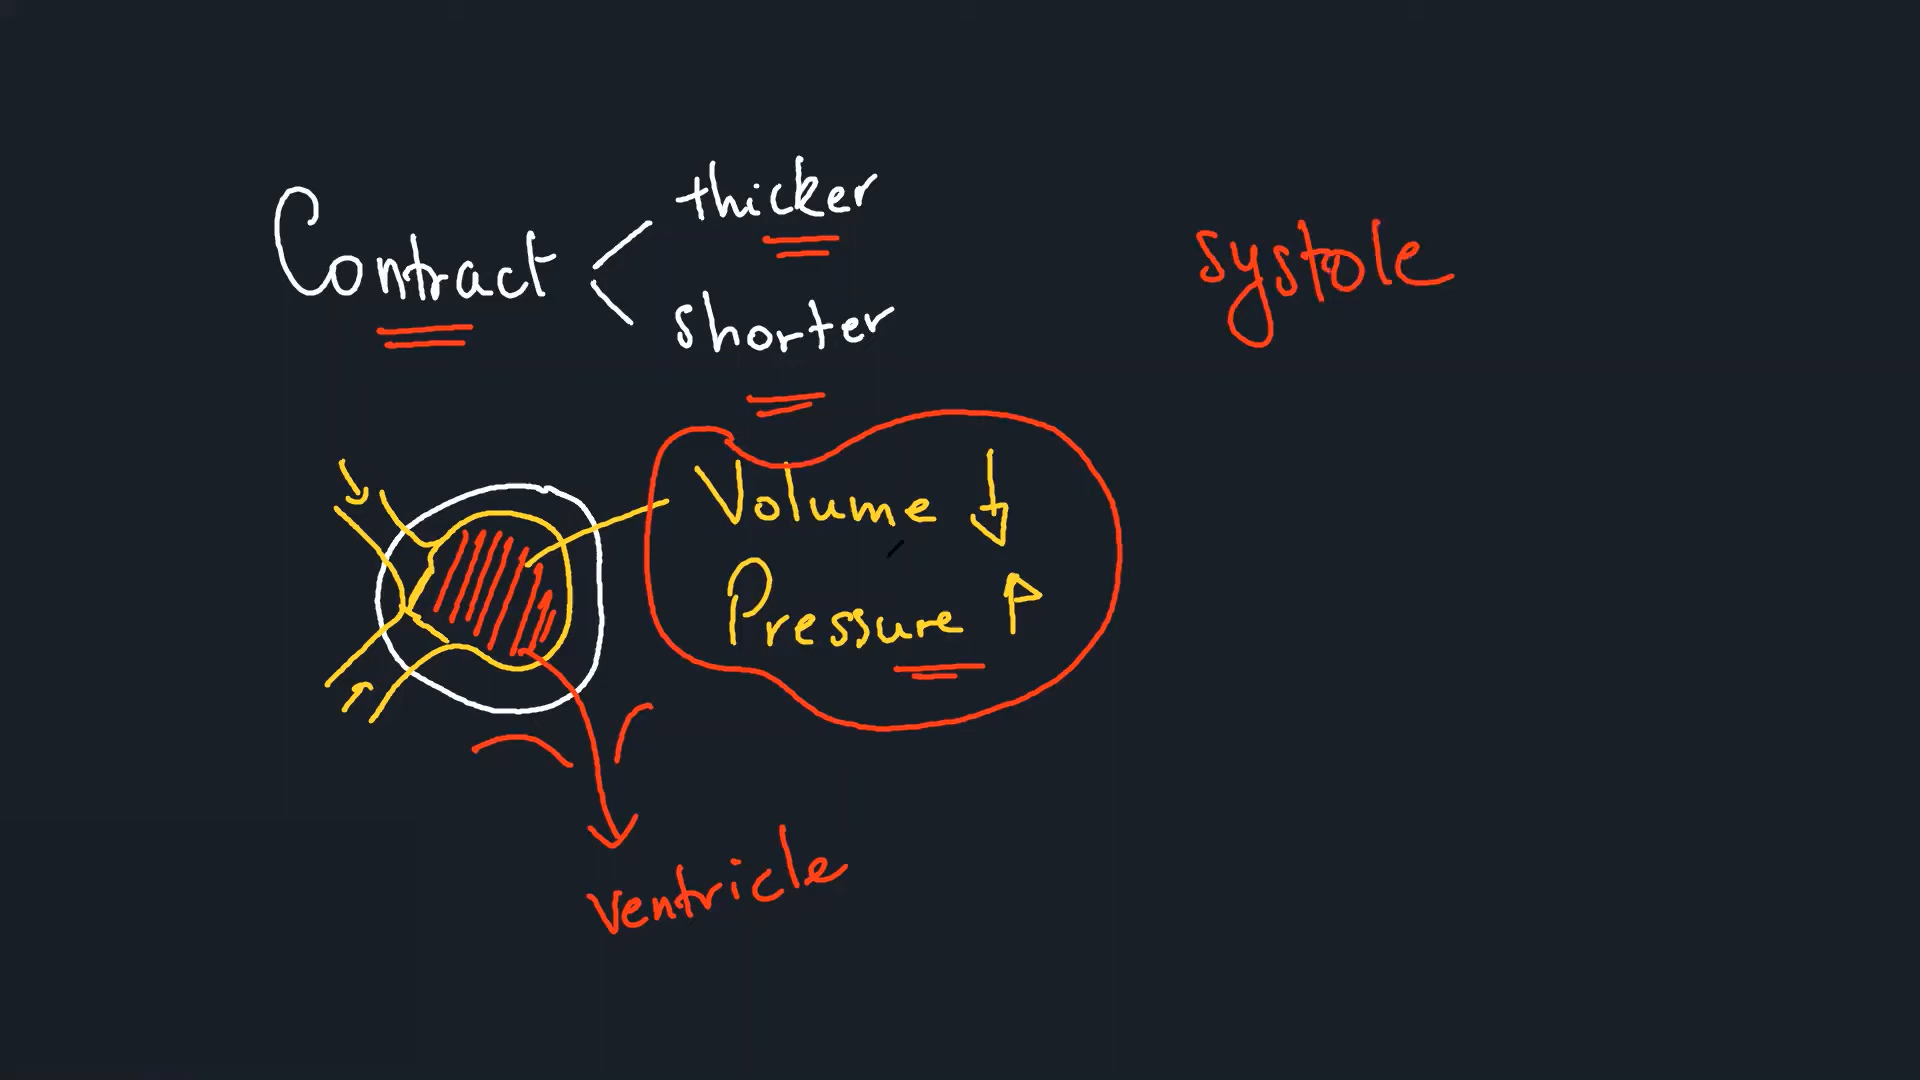 Contract
thicker
shorter
systole
Volume ↓
Pressure ↑
ventricle